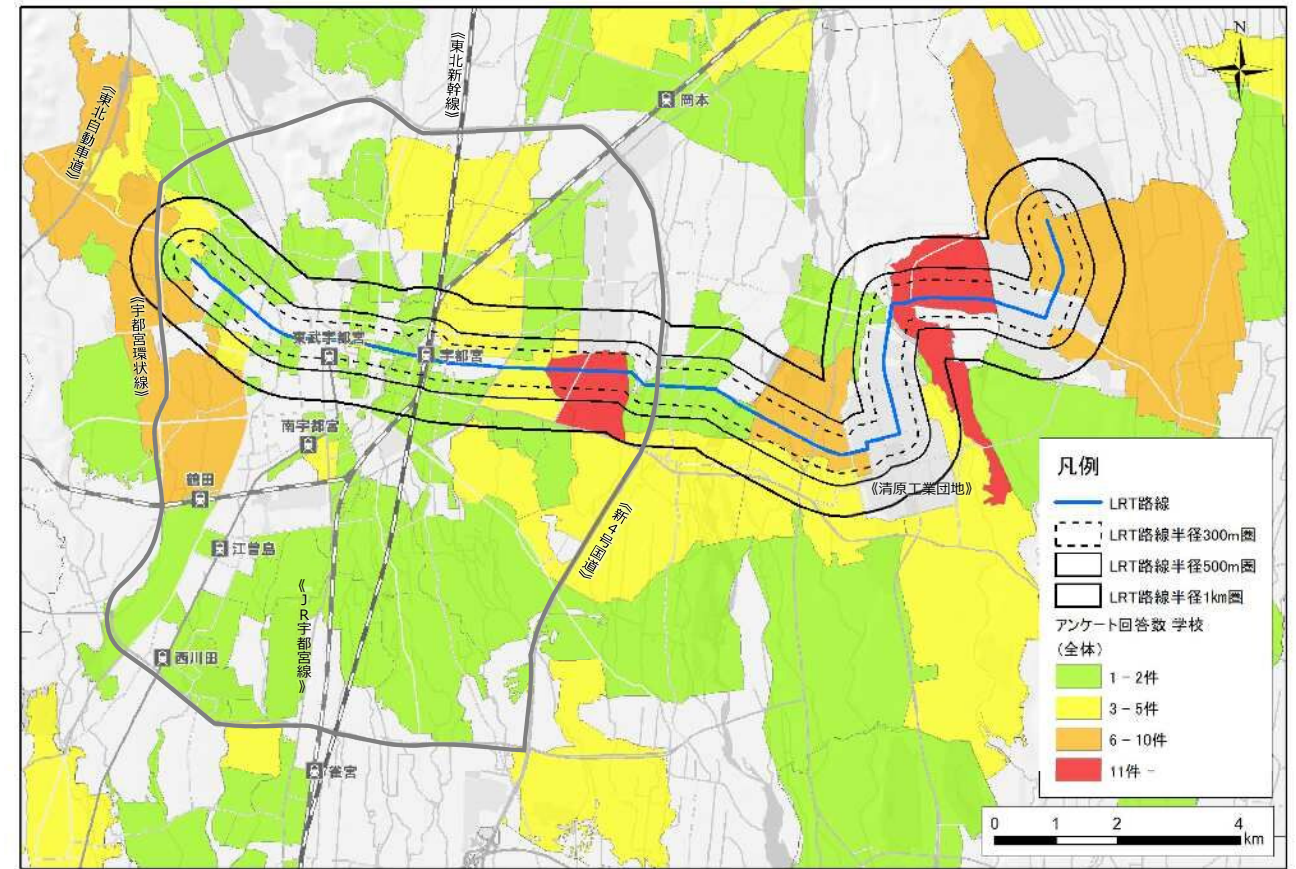 N
《東北新幹線》
岡本
《東北自動車道》
《宇都宮環状線》
東武宇都宮
宇都宮
南宇都宮
鶴田
《清原工業団地》
江曽島
《新4号国道》
《JR宇都宮線》
西川田
雀宮
凡例
LRT路線
LRT路線半径300m圏
LRT路線半径500m圏
LRT路線半径1km圏
アンケート回答数 学校
(全体)
1 - 2件
3 - 5件
6 - 10件
11件 -
0 1 2 4
km